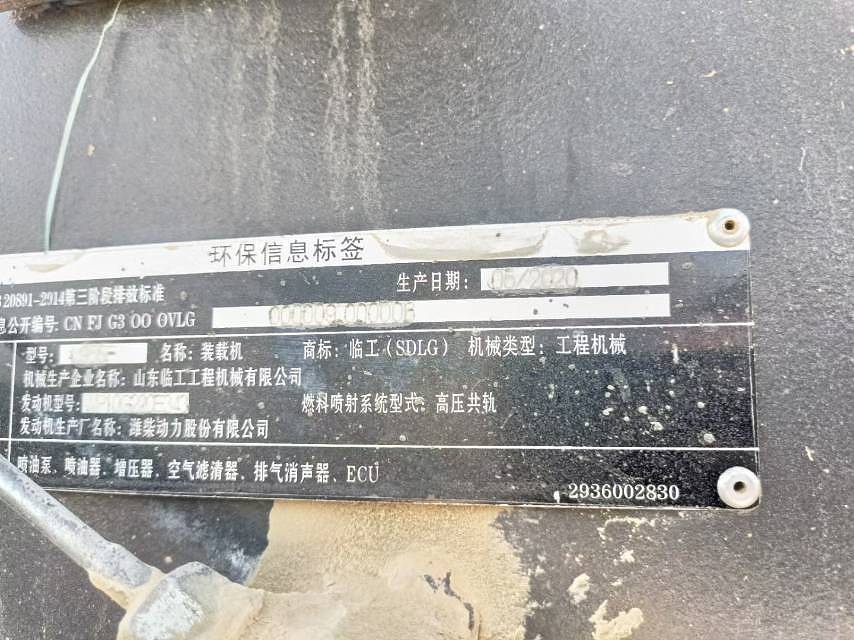 环保信息标签
生产日期: 06/2020
20891-2914第三阶段排放标准
息公开编号: CN FJ G3 OO OVLG
型号: 名称: 装载机 商标: 临工(SDLG) 机械类型: 工程机械
机械生产企业名称: 山东临工工程机械有限公司
发动机型号: 燃料喷射系统型式: 高压共轨
发动机生产厂名称: 潍柴动力股份有限公司
喷油泵、喷油器、增压器、空气滤清器、排气消声器、ECU
2936002830